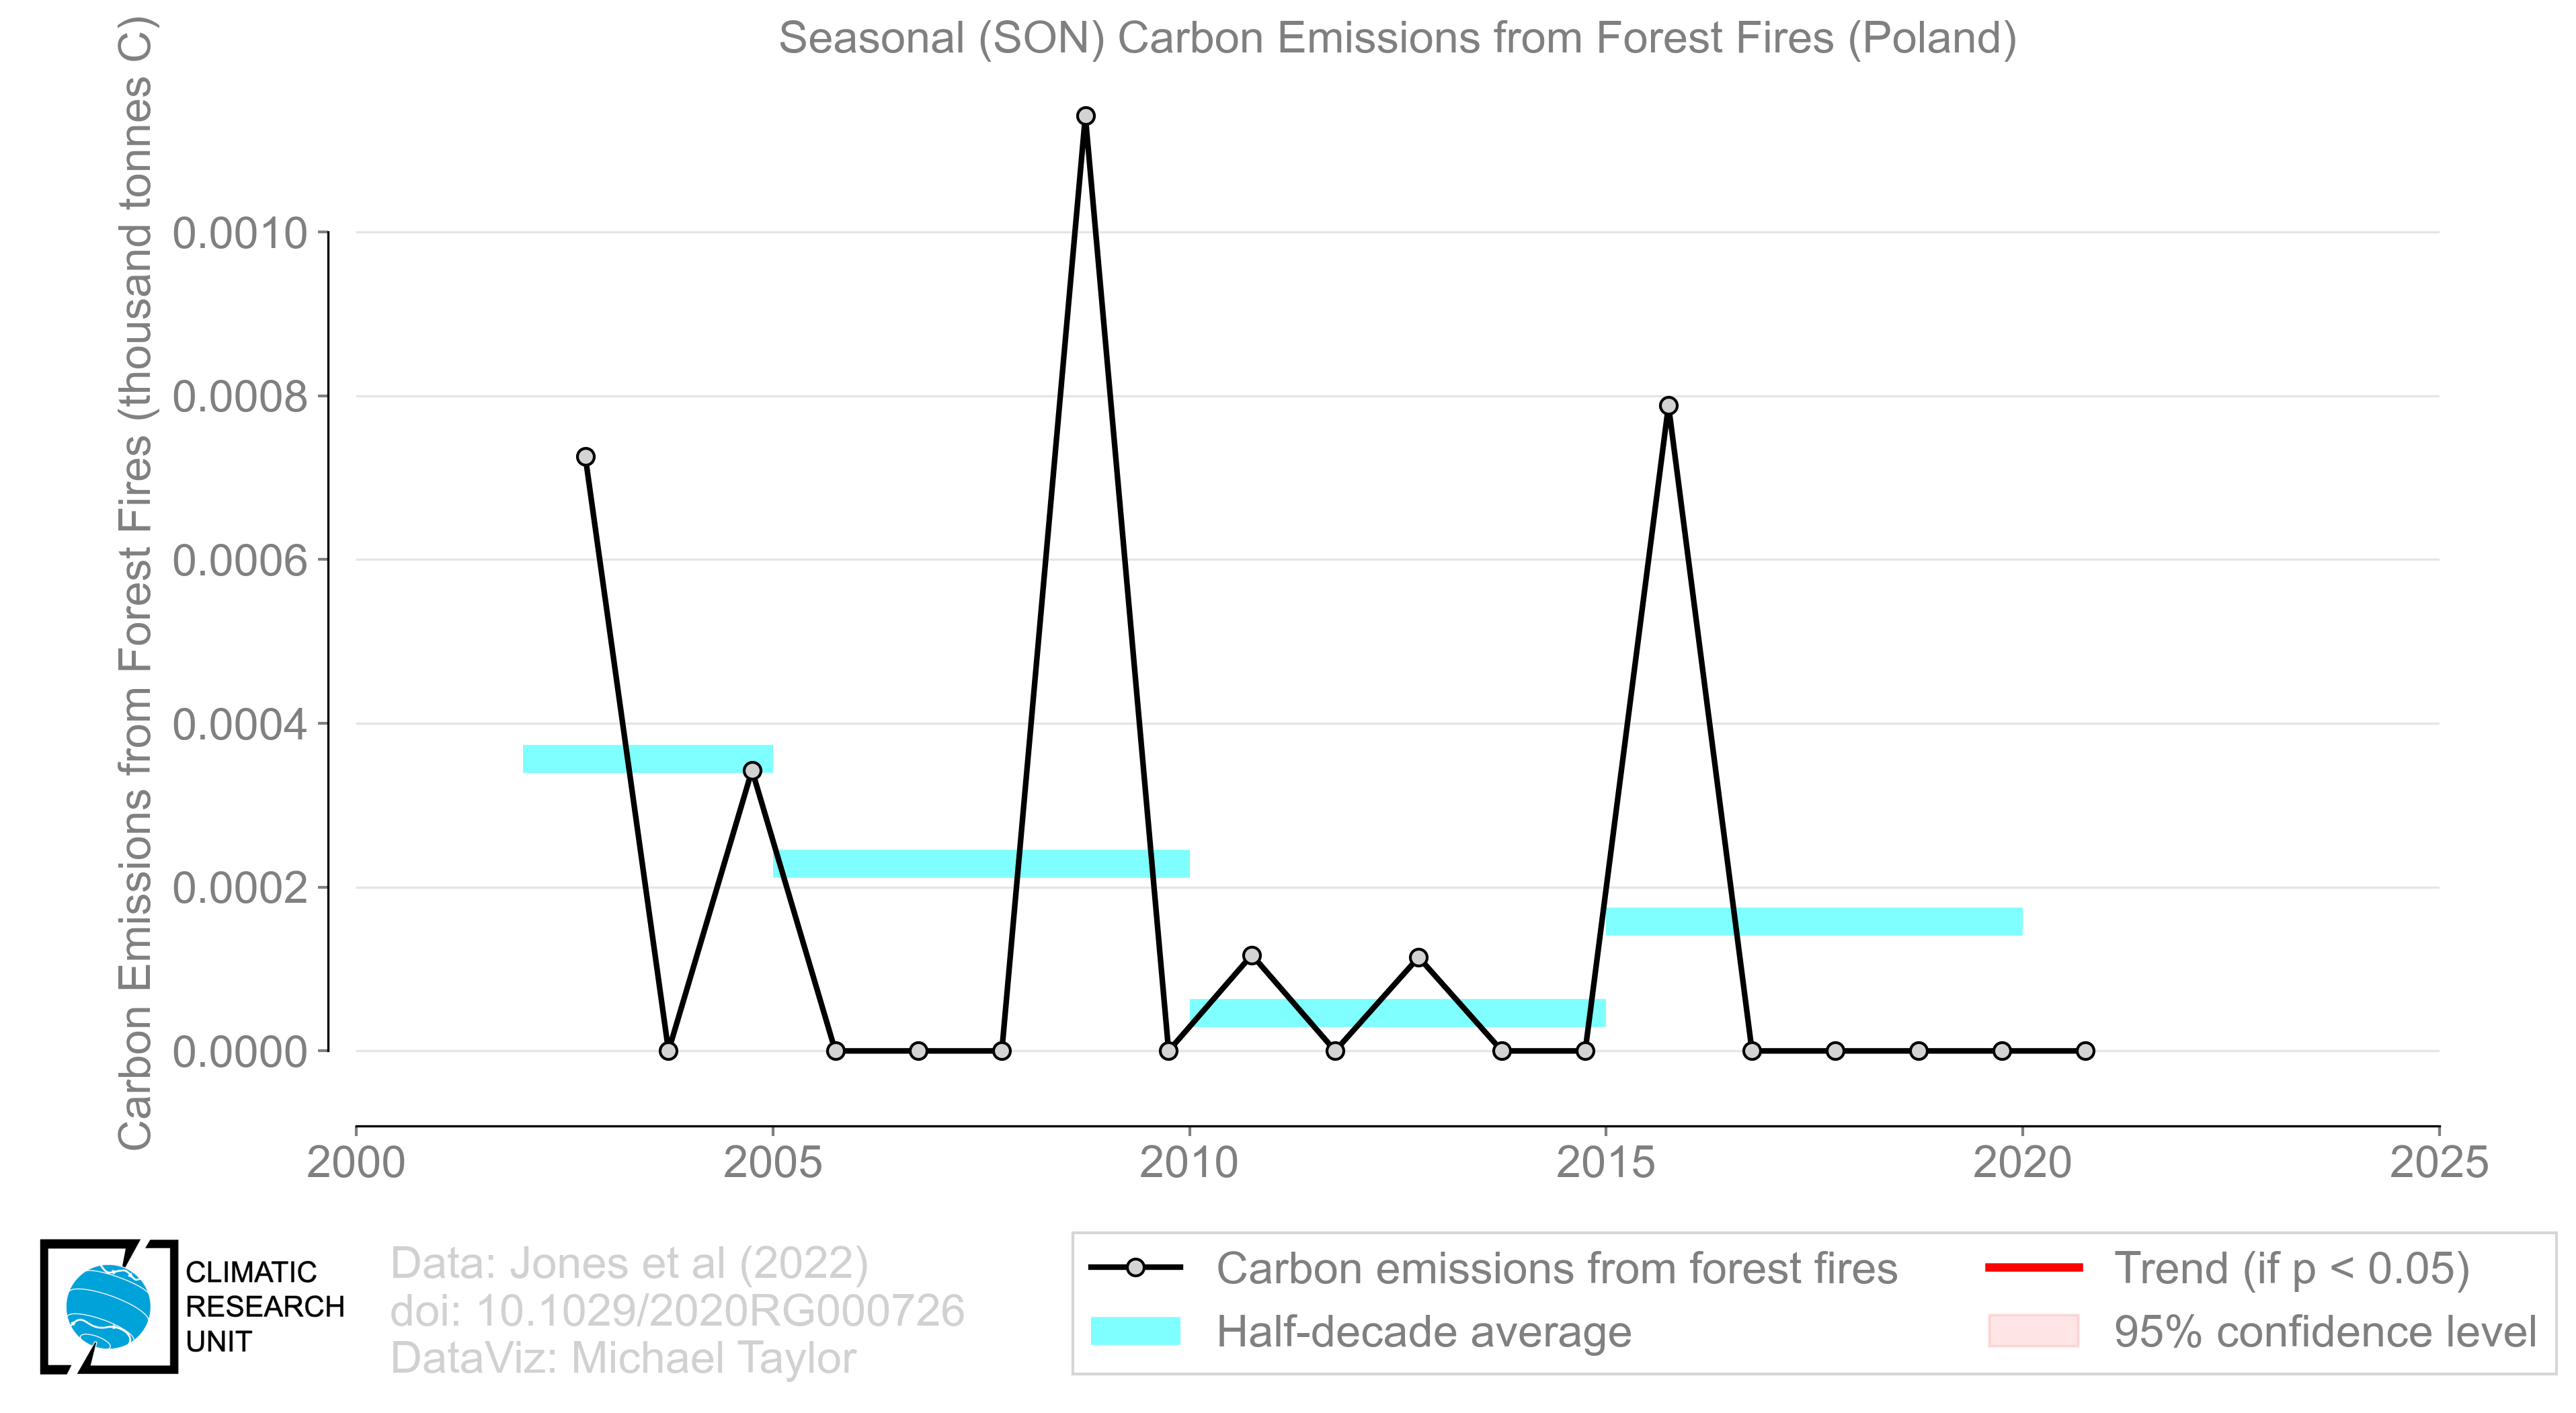 Seasonal (SON) Carbon Emissions from Forest Fires (Poland)
Carbon Emissions from Forest Fires (thousand tonnes C)
0.0010
0.0008
0.0006
0.0004
0.0002
0.0000
2000 2005 2010 2015 2020 2025
CLIMATIC
RESEARCH
UNIT
Data: Jones et al (2022)
doi: 10.1029/2020RG000726
DataViz: Michael Taylor
Carbon emissions from forest fires
Half-decade average
Trend (if p < 0.05)
95% confidence level